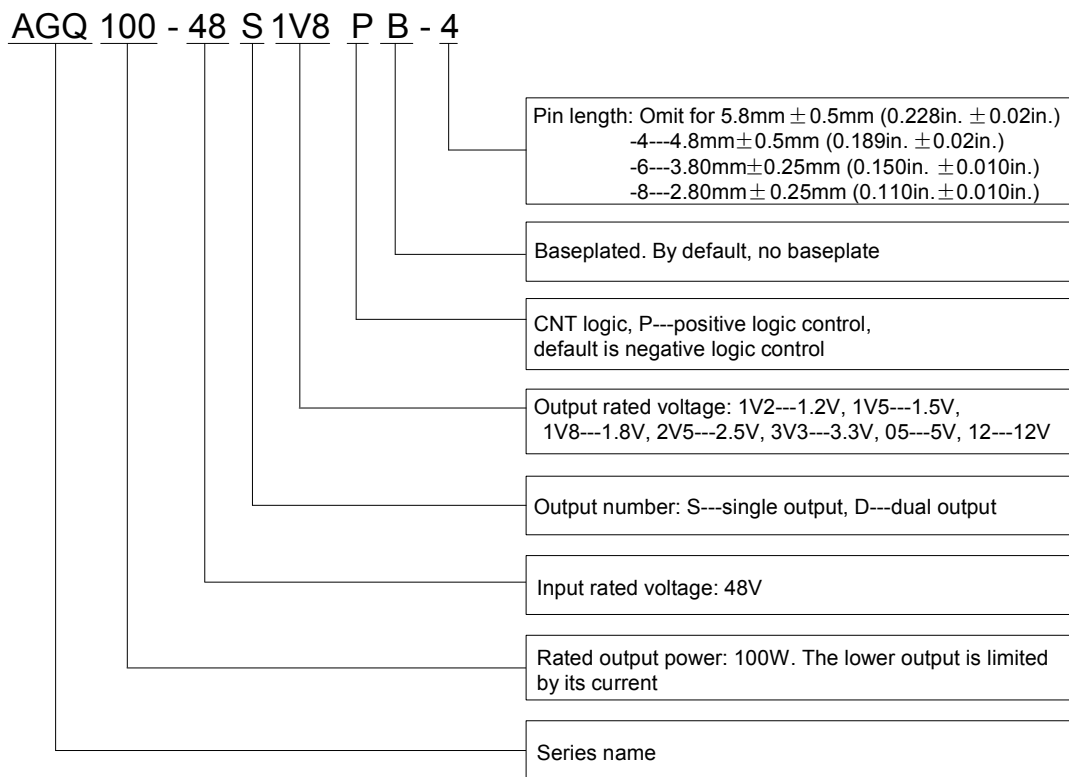 AGQ 100 - 48 S 1V8 P B - 4
Pin length: Omit for 5.8mm ± 0.5mm (0.228in. ± 0.02in.)
-4---4.8mm±0.5mm (0.189in. ±0.02in.)
-6---3.80mm±0.25mm (0.150in. ±0.010in.)
-8---2.80mm±0.25mm (0.110in.±0.010in.)
Baseplated. By default, no baseplate
CNT logic, P---positive logic control,
default is negative logic control
Output rated voltage: 1V2---1.2V, 1V5---1.5V,
1V8---1.8V, 2V5---2.5V, 3V3---3.3V, 05---5V, 12---12V
Output number: S---single output, D---dual output
Input rated voltage: 48V
Rated output power: 100W. The lower output is limited
by its current
Series name